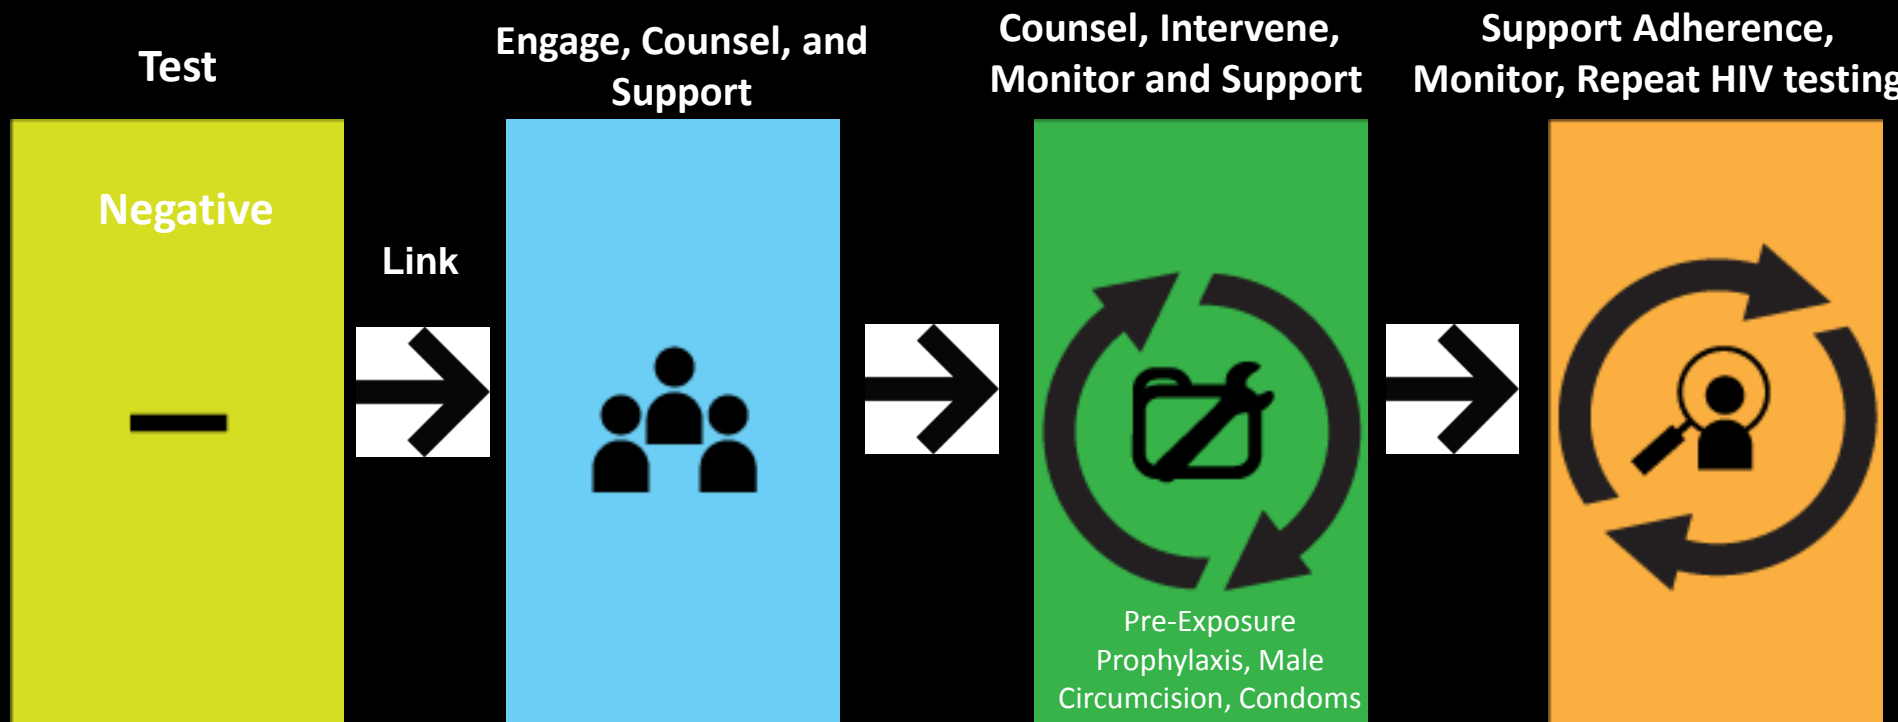 Test
Negative
Link
Engage, Counsel, and
Support
Counsel, Intervene,
Monitor and Support
Pre-Exposure
Prophylaxis, Male
Circumcision, Condoms
Support Adherence,
Monitor, Repeat HIV testing